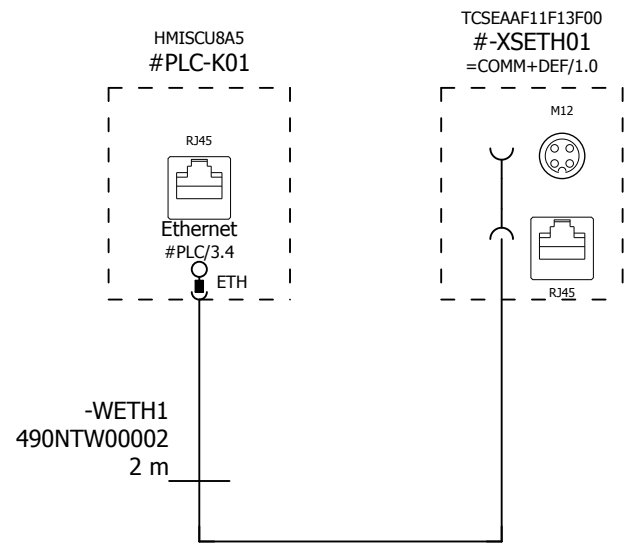 HMISCU8A5
#PLC-K01
RJ45
Ethernet
#PLC/3.4
ETH
TCSEAAF11F13F00
#-XSETH01
=COMM+DEF/1.0
M12
RJ45
-WETH1
490NTW00002
2 m